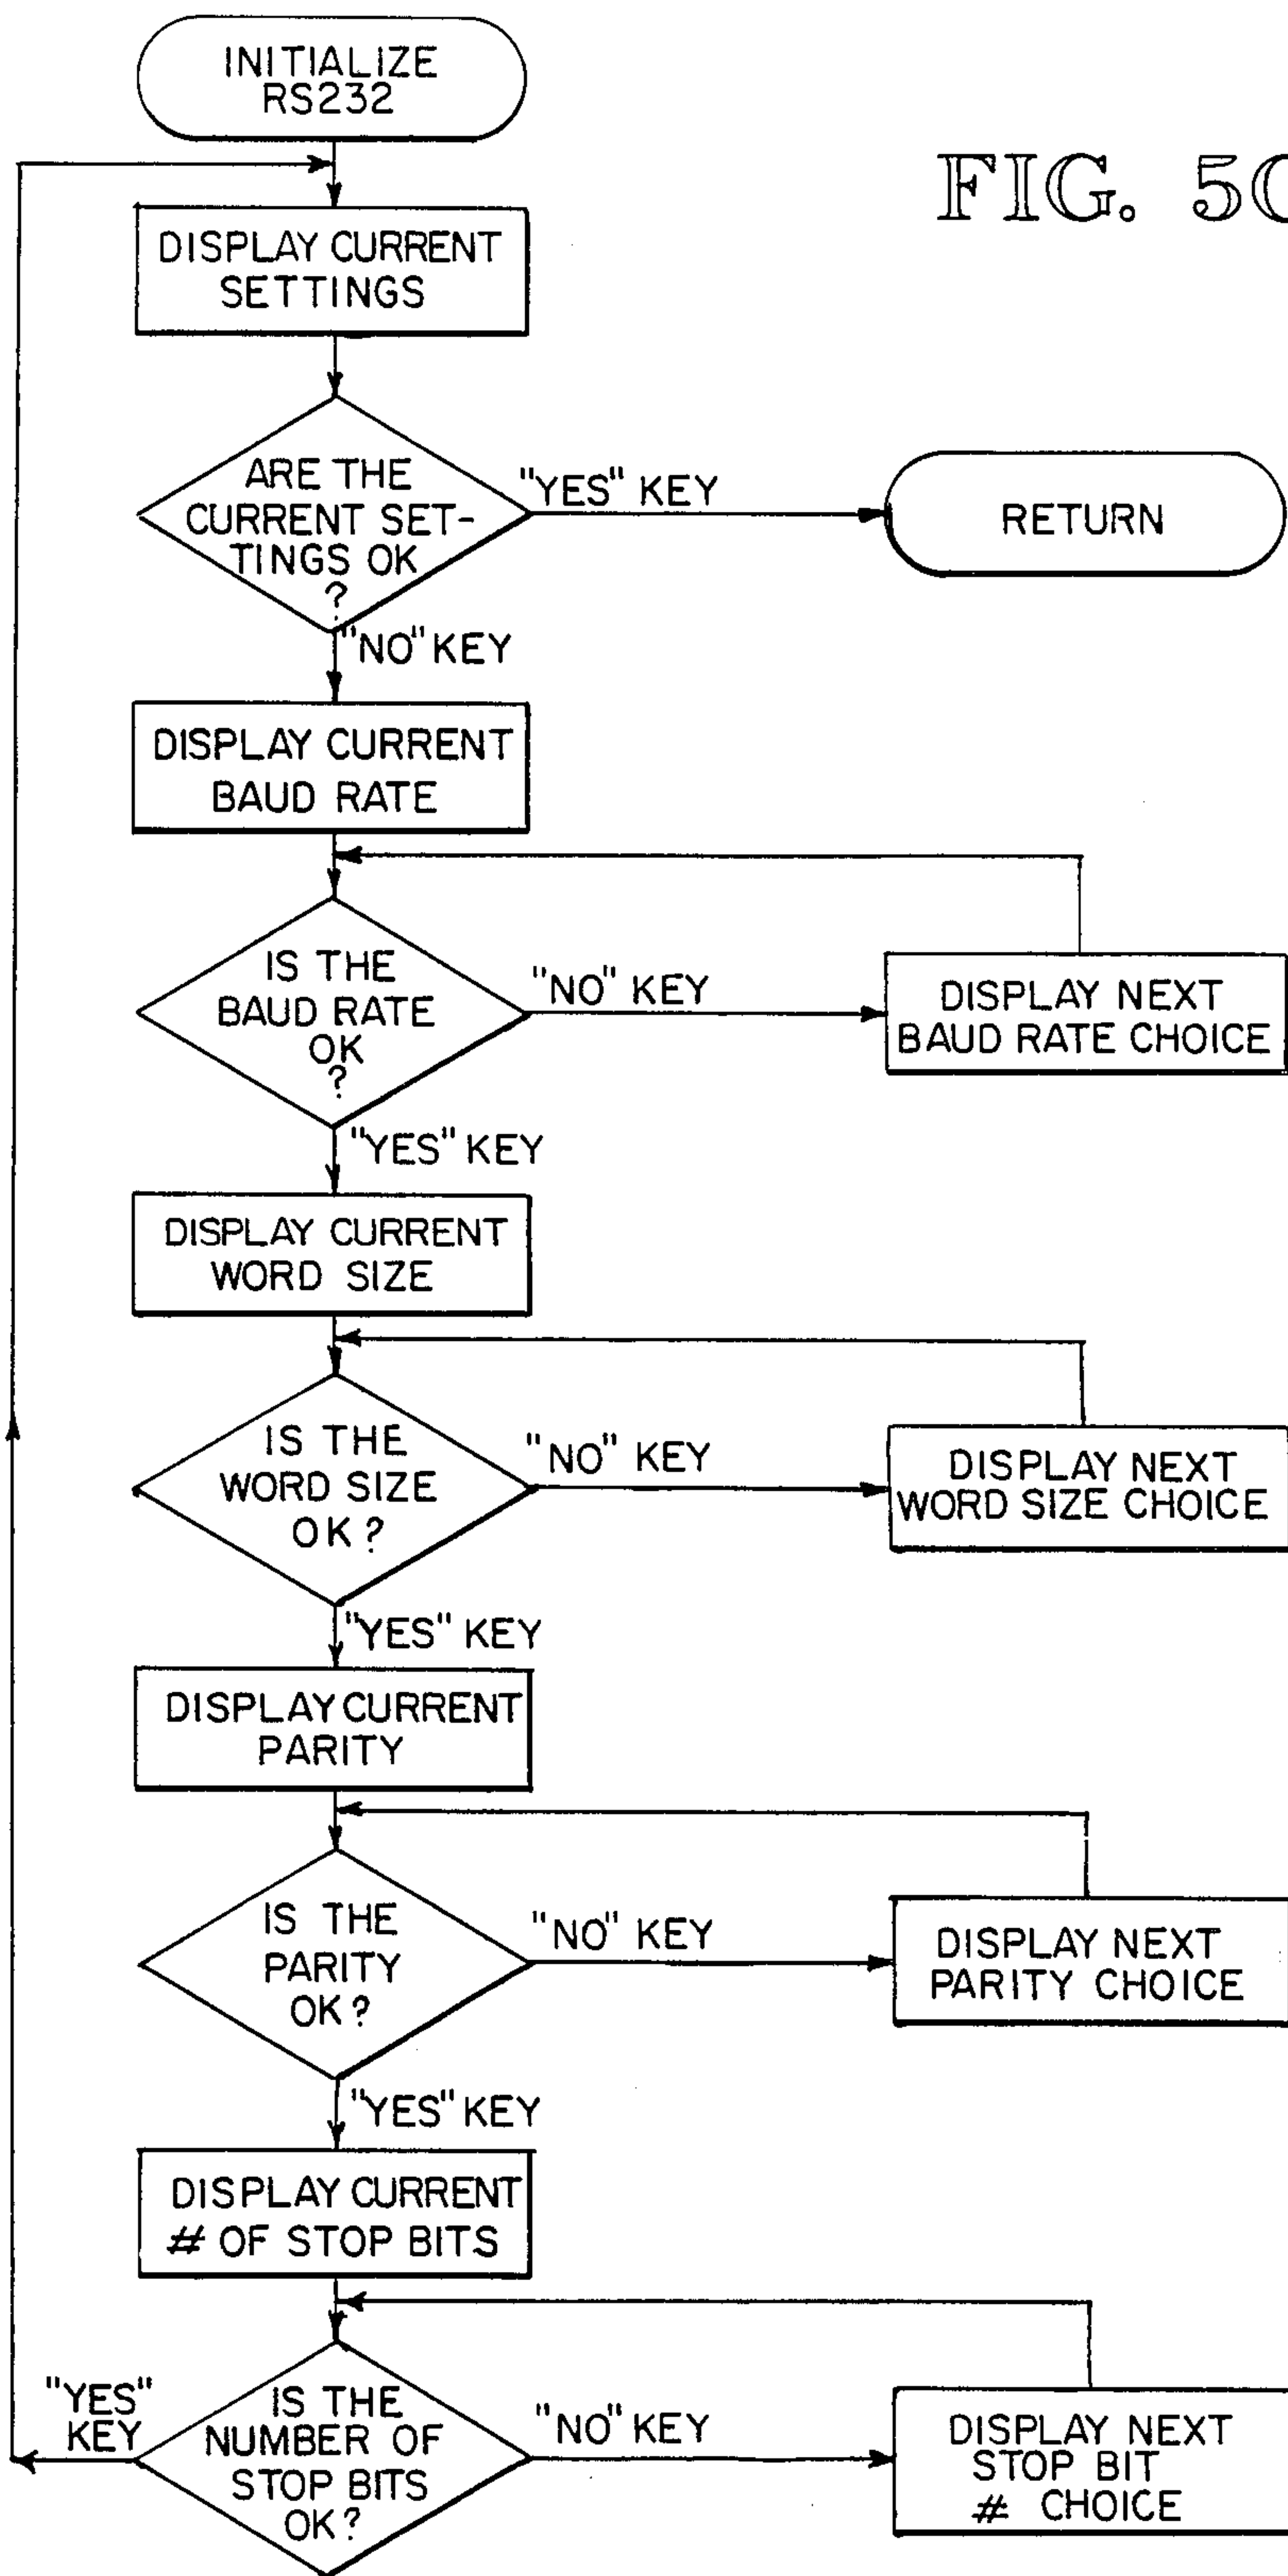 INITIALIZE
RS232
FIG. 5
DISPLAY CURRENT
SETTINGS
ARE THE
CURRENT SET-
TINGS OK
?
"YES" KEY
RETURN
"NO" KEY
DISPLAY CURRENT
BAUD RATE
IS THE
BAUD RATE
OK
?
"NO" KEY
DISPLAY NEXT
BAUD RATE CHOICE
"YES" KEY
DISPLAY CURRENT
WORD SIZE
IS THE
WORD SIZE
OK?
"NO" KEY
DISPLAY NEXT
WORD SIZE CHOICE
"YES" KEY
DISPLAY CURRENT
PARITY
IS THE
PARITY
OK?
"NO" KEY
DISPLAY NEXT
PARITY CHOICE
"YES" KEY
DISPLAY CURRENT
# OF STOP BITS
"YES"
KEY
IS THE
NUMBER OF
STOP BITS
OK?
"NO" KEY
DISPLAY NEXT
STOP BIT
# CHOICE